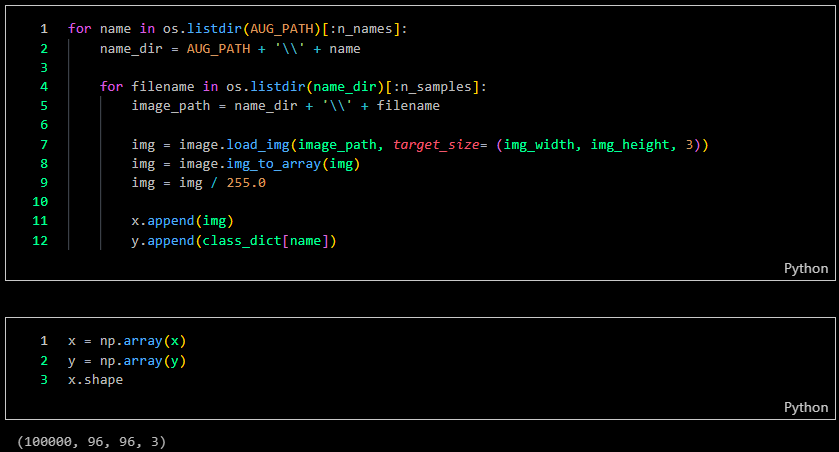 1 for name in os.listdir(AUG_PATH)[:n_names]:
2     name_dir = AUG_PATH + '\\' + name
3
4     for filename in os.listdir(name_dir)[:n_samples]:
5         image_path = name_dir + '\\' + filename
6
7         img = image.load_img(image_path, target_size= (img_width, img_height, 3))
8         img = image.img_to_array(img)
9         img = img / 255.0
10
11         x.append(img)
12         y.append(class_dict[name])
Python
1 x = np.array(x)
2 y = np.array(y)
3 x.shape
Python
(100000, 96, 96, 3)